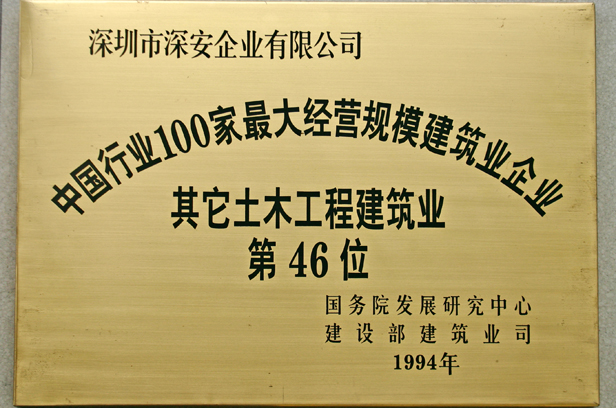 深圳市深安企业有限公司
中国行业100家最大经营规模建筑业企业
其它土木工程建筑业
第46位
国务院发展研究中心
建设部建筑业司
1994年